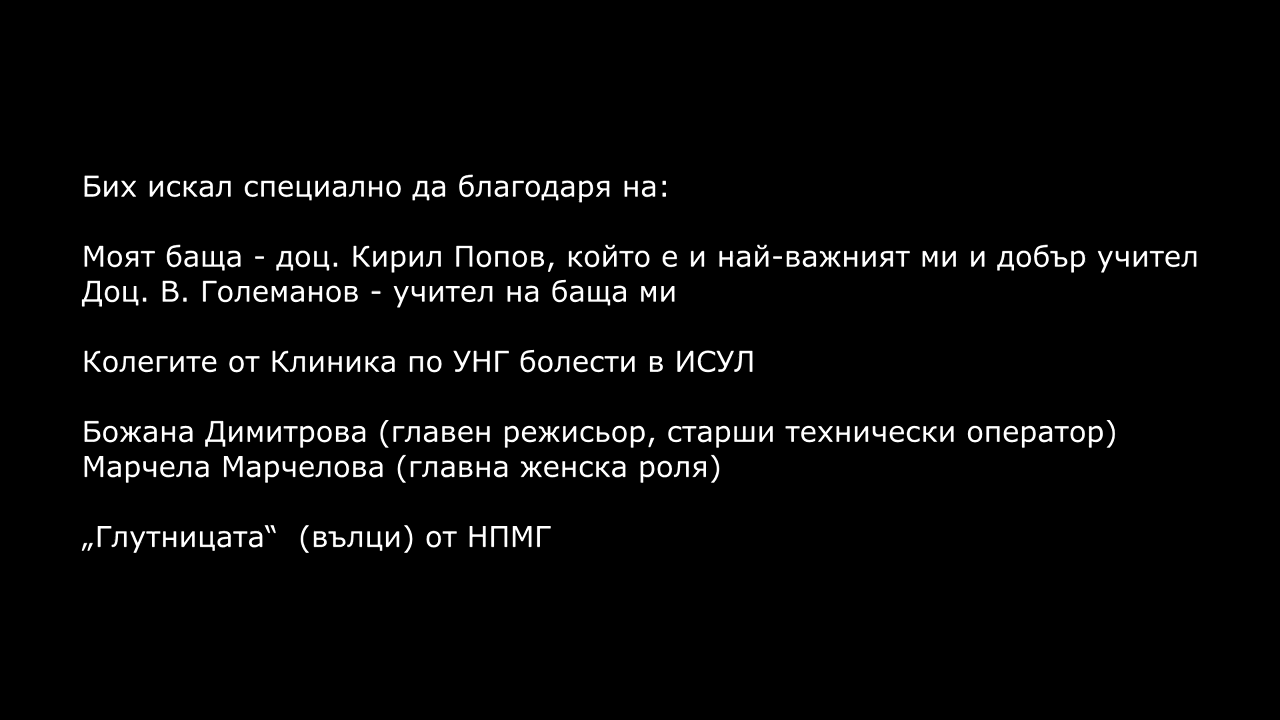 Бих искал специално да благодаря на:
Моят баща - доц. Кирил Попов, който е и най-важният ми и добър учител
Доц. В. Големанов - учител на баща ми
Колегите от Клиника по УНГ болести в ИСУЛ
Божана Димитрова (главен режисьор, старши технически оператор)
Марчела Марчелова (главна женска роля)
„Глутницата‟  (вълци) от НПМГ